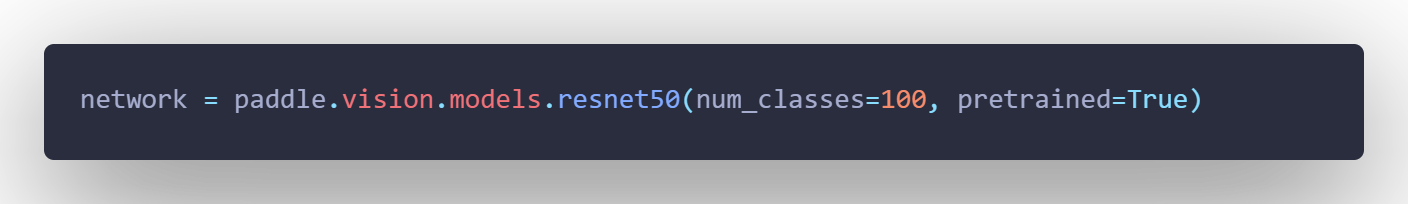 network = paddle.vision.models.resnet50(num_classes=100, pretrained=True)